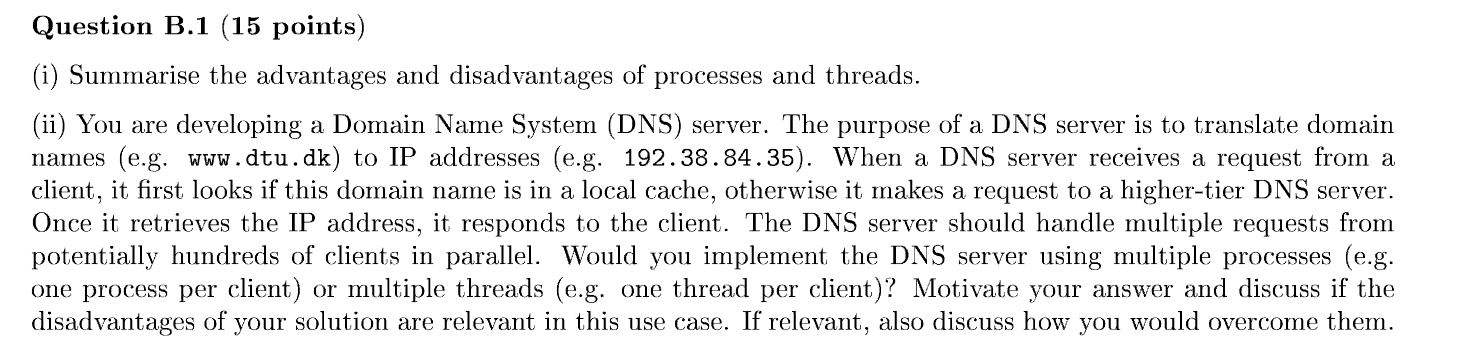 Question B.1 (15 points)
(i) Summarise the advantages and disadvantages of processes and threads.
(ii) You are developing a Domain Name System (DNS) server. The purpose of a DNS server is to translate domain
names (e.g. www.dtu.dk) to IP addresses (e.g. 192.38.84.35). When a DNS server receives a request from a
client, it first looks if this domain name is in a local cache, otherwise it makes a request to a higher-tier DNS server.
Once it retrieves the IP address, it responds to the client. The DNS server should handle multiple requests from
potentially hundreds of clients in parallel. Would you implement the DNS server using multiple processes (e.g.
one process per client) or multiple threads (e.g. one thread per client)? Motivate your answer and discuss if the
disadvantages of your solution are relevant in this use case. If relevant, also discuss how you would overcome them.